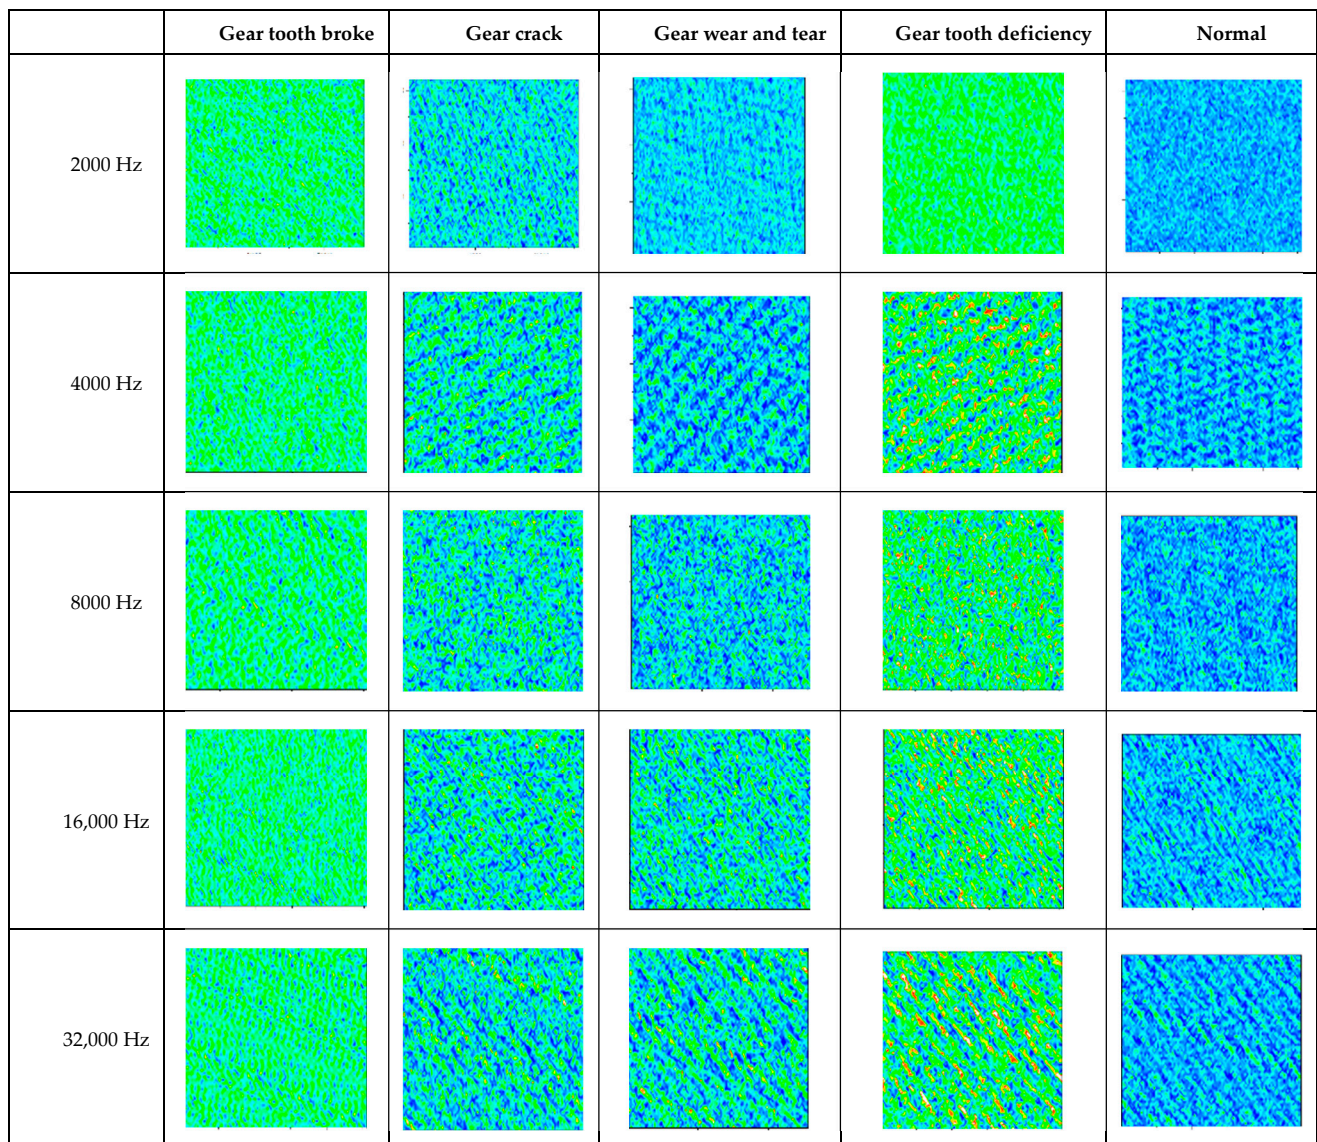 Gear tooth broke Gear crack Gear wear and tear Gear tooth deficiency Normal
2000 Hz
4000 Hz
8000 Hz
16,000 Hz
32,000 Hz